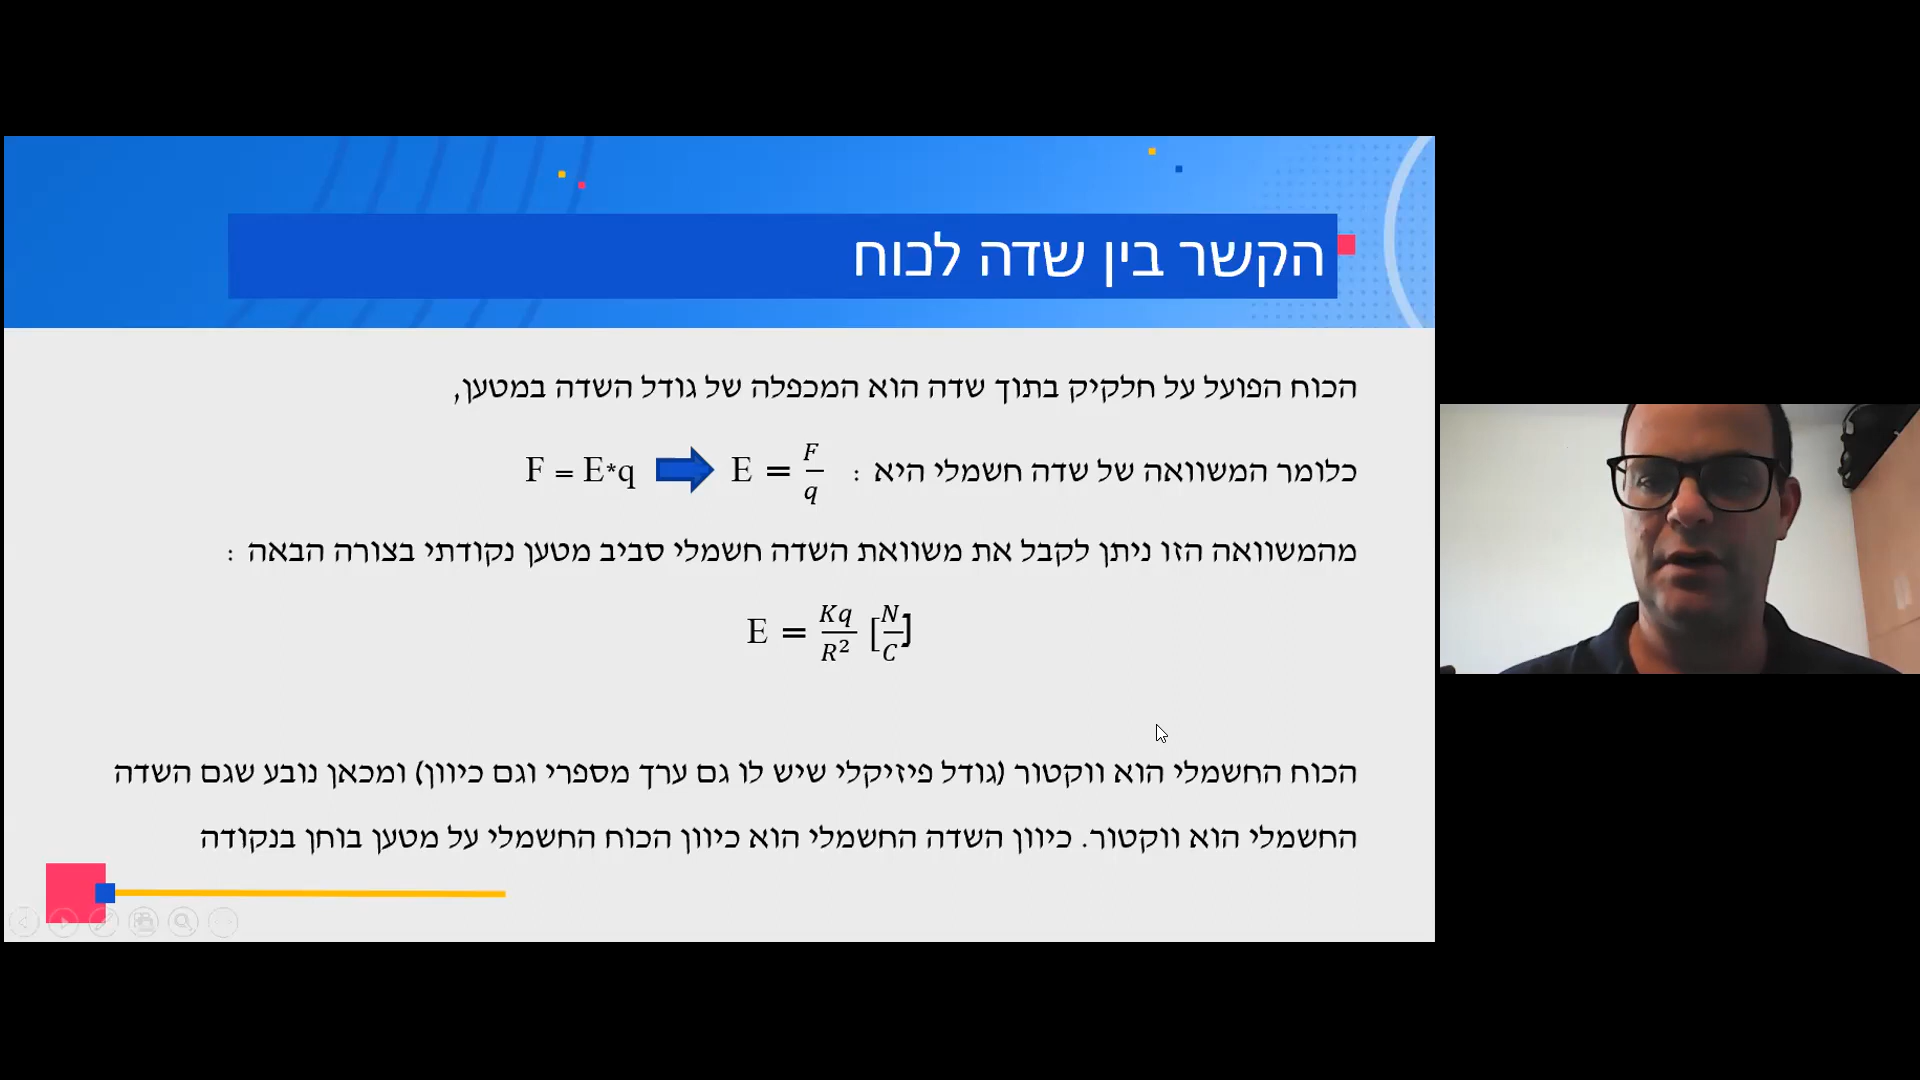 הקשר בין שדה לכוח
הכוח הפועל על חלקיק בתוך שדה הוא המכפלה של גודל השדה במטען,
כלומר המשוואה של שדה חשמלי היא : F = E*q ➡ E = F/q
מהמשוואה הזו ניתן לקבל את משוואת השדה חשמלי סביב מטען נקודתי בצורה הבאה :
E = Kq/R² [N/C]
הכוח החשמלי הוא ווקטור (גודל פיזיקלי שיש לו גם ערך מספרי וגם כיוון) ומכאן נובע שגם השדה
החשמלי הוא ווקטור. כיוון השדה החשמלי הוא כיוון הכוח החשמלי על מטען בוחן בנקודה